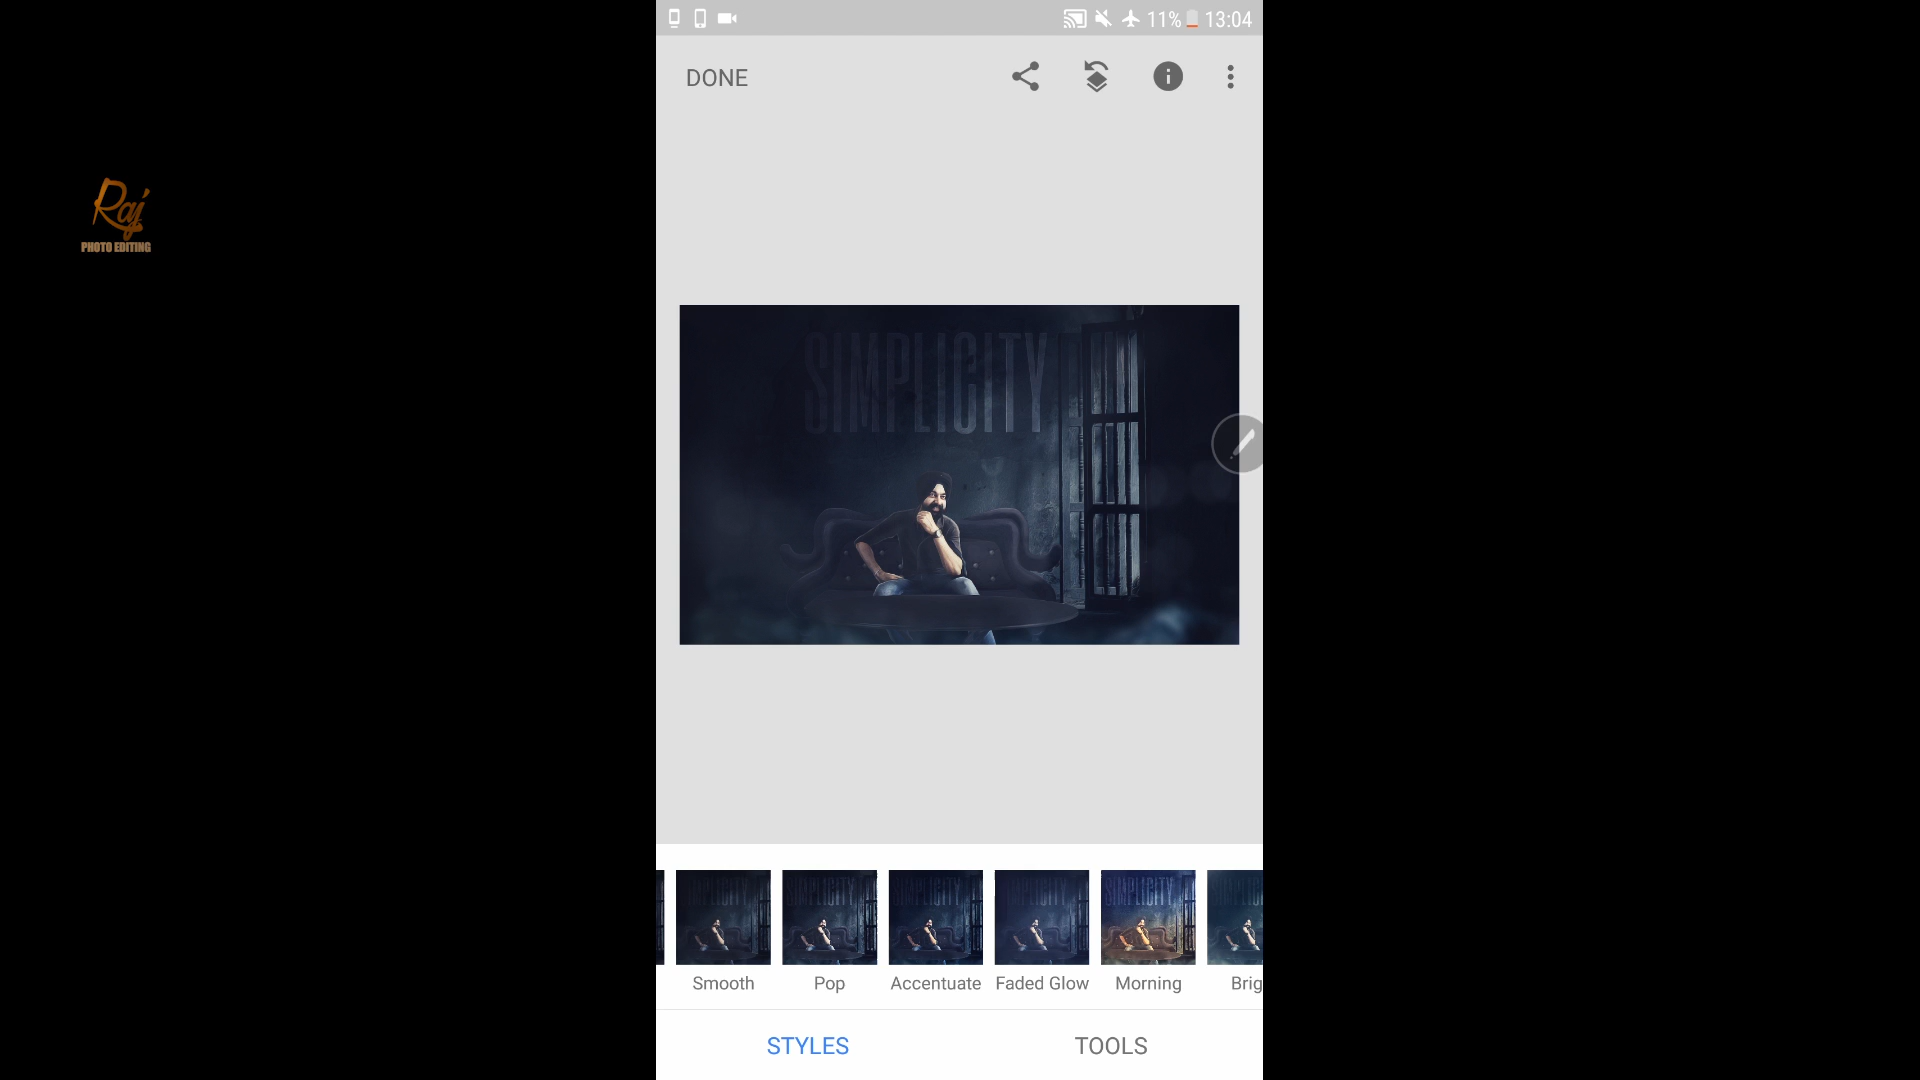 11% 13:04
DONE
Raj
PHOTO EDITING
SIMPLICITY
Smooth Pop Accentuate Faded Glow Morning Brig
STYLES TOOLS